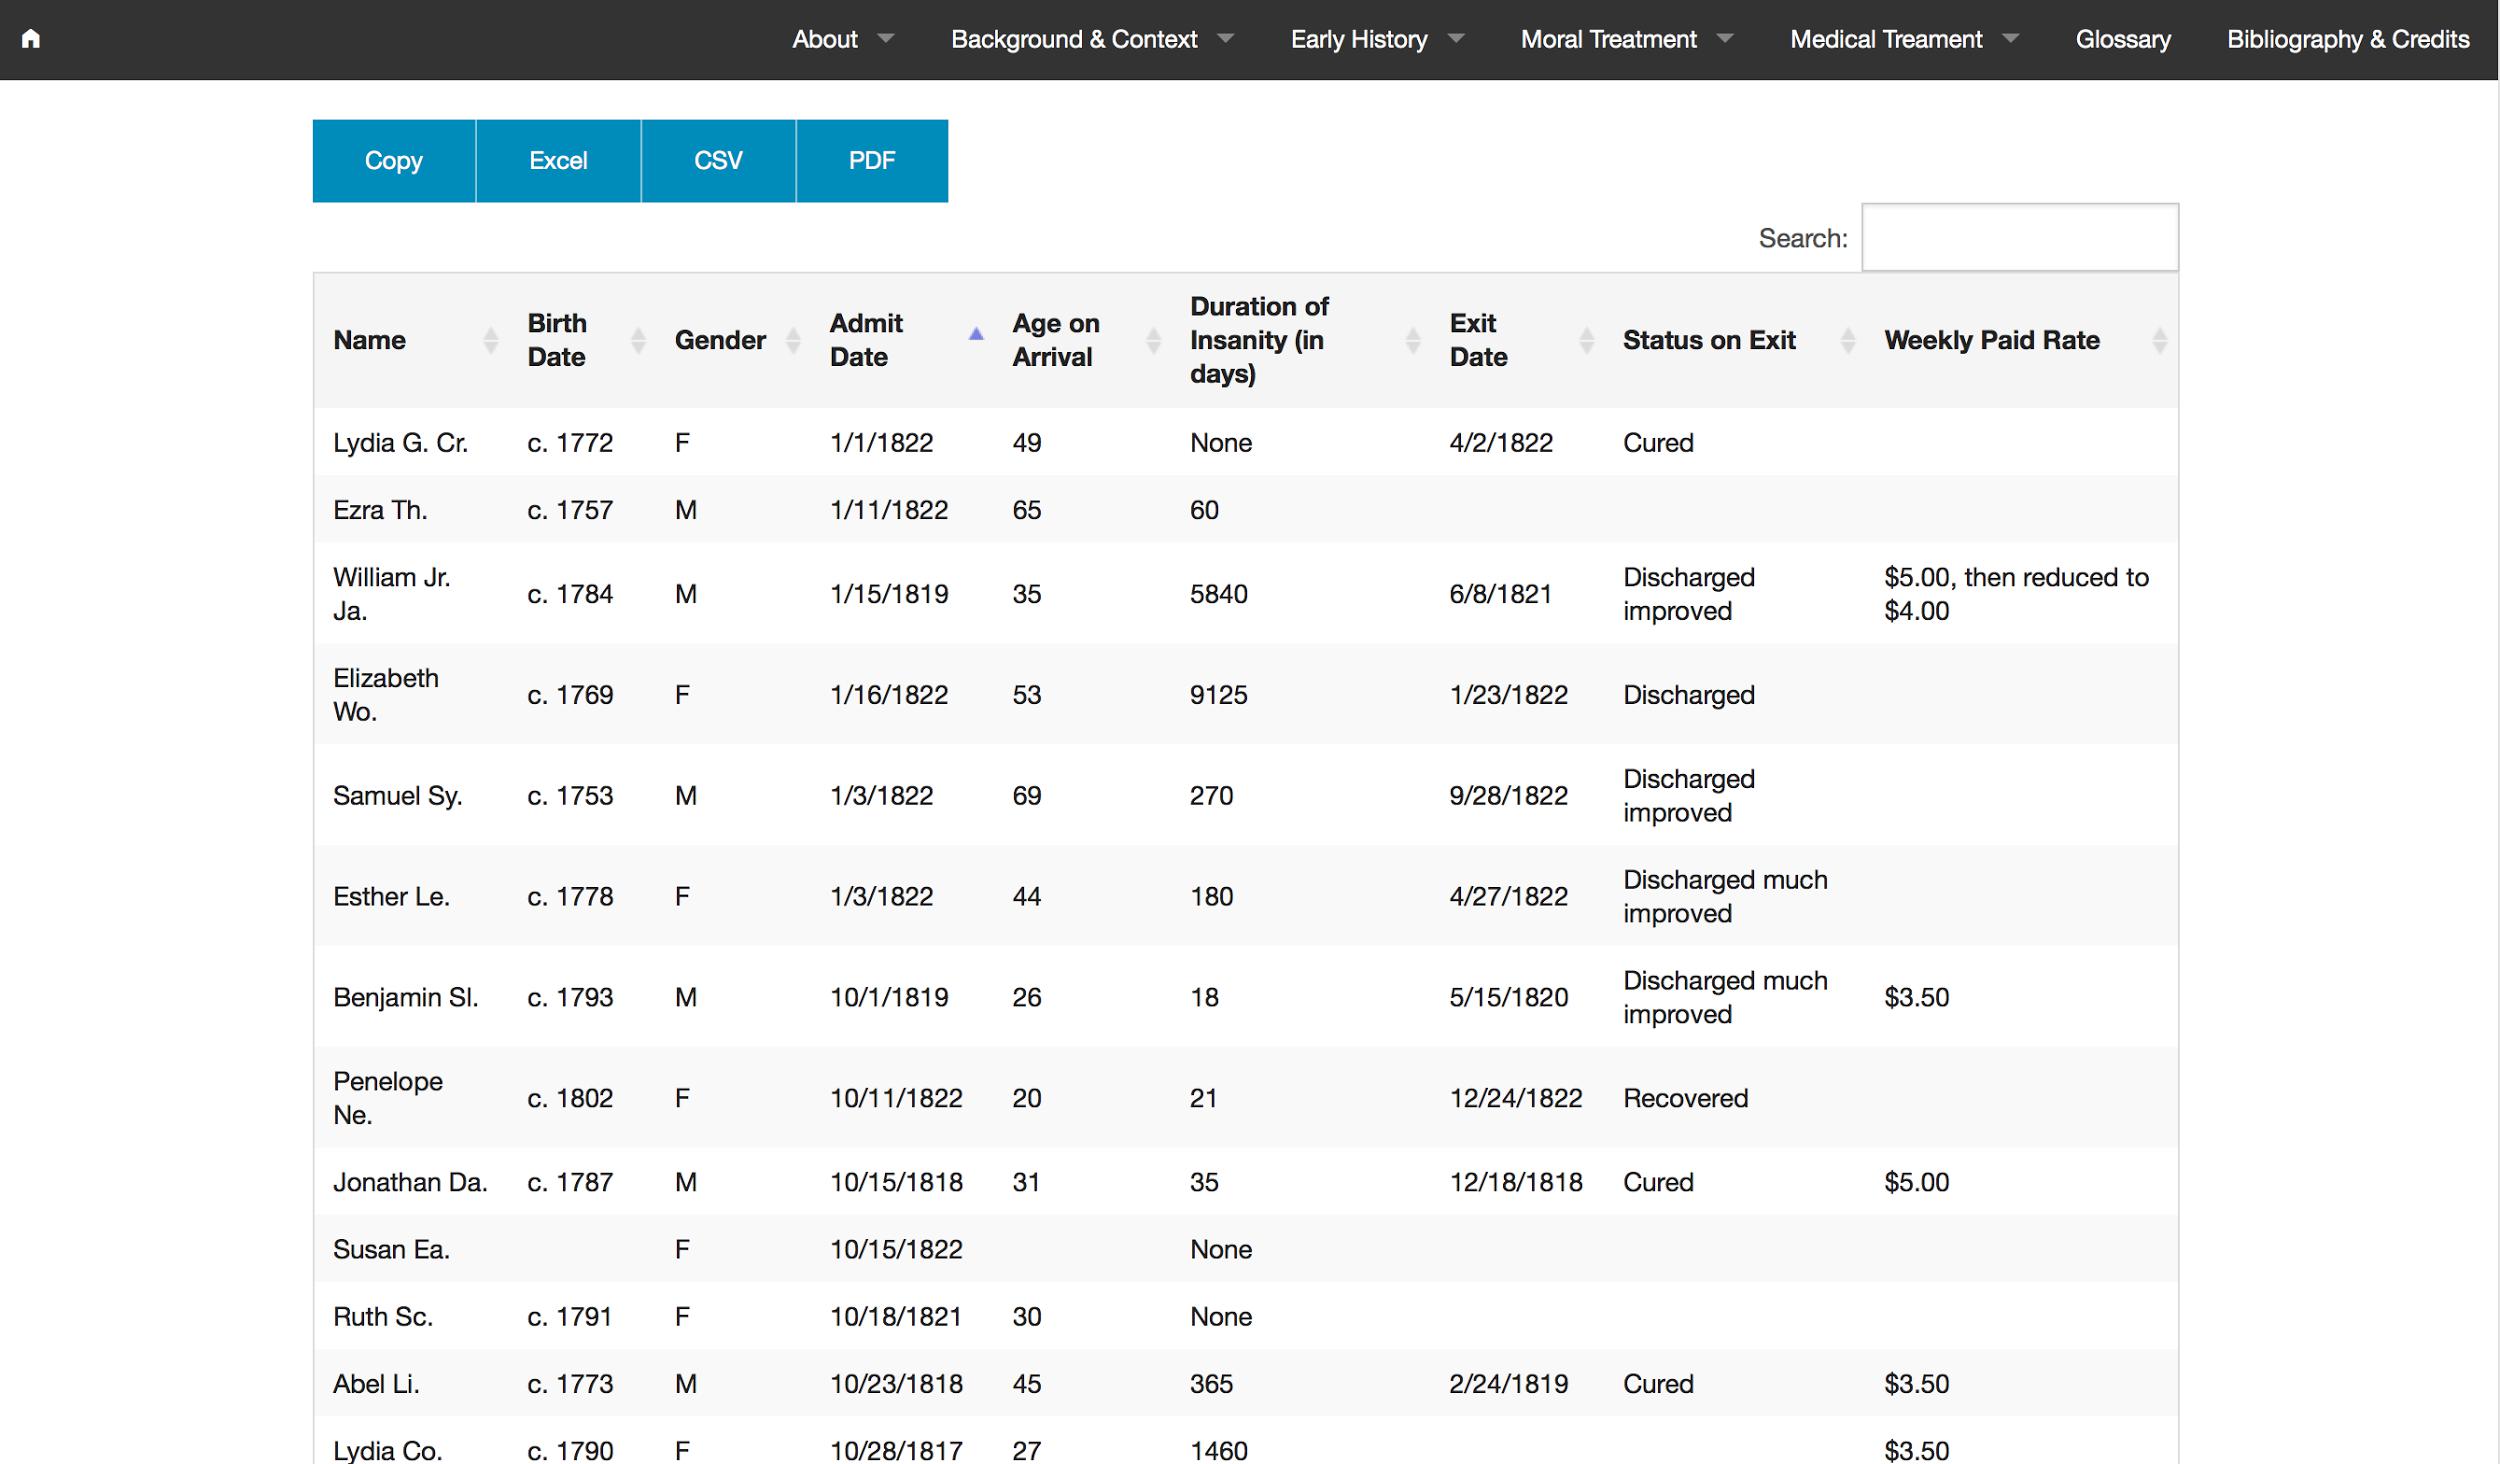 About Background & Context Early History Moral Treatment Medical Treament Glossary Bibliography & Credits
Copy Excel CSV PDF
Search:
Name Birth Date Gender Admit Date Age on Arrival Duration of Insanity (in days) Exit Date Status on Exit Weekly Paid Rate
Lydia G. Cr. c. 1772 F 1/1/1822 49 None 4/2/1822 Cured
Ezra Th. c. 1757 M 1/11/1822 65 60
William Jr. Ja. c. 1784 M 1/15/1819 35 5840 6/8/1821 Discharged improved $5.00, then reduced to $4.00
Elizabeth Wo. c. 1769 F 1/16/1822 53 9125 1/23/1822 Discharged
Samuel Sy. c. 1753 M 1/3/1822 69 270 9/28/1822 Discharged improved
Esther Le. c. 1778 F 1/3/1822 44 180 4/27/1822 Discharged much improved
Benjamin Sl. c. 1793 M 10/1/1819 26 18 5/15/1820 Discharged much improved $3.50
Penelope Ne. c. 1802 F 10/11/1822 20 21 12/24/1822 Recovered
Jonathan Da. c. 1787 M 10/15/1818 31 35 12/18/1818 Cured $5.00
Susan Ea. F 10/15/1822 None
Ruth Sc. c. 1791 F 10/18/1821 30 None
Abel Li. c. 1773 M 10/23/1818 45 365 2/24/1819 Cured $3.50
Lydia Co. c. 1790 F 10/28/1817 27 1460 $3.50